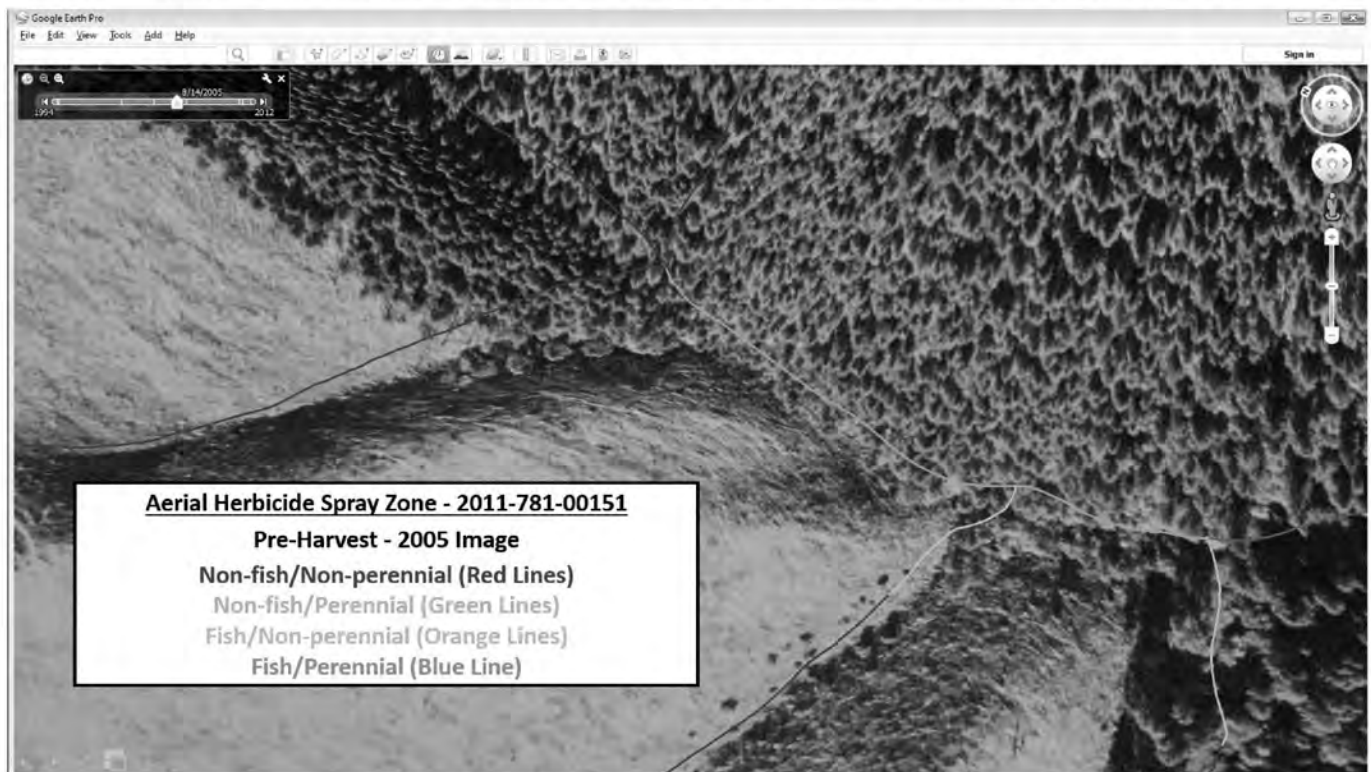 Google Earth Pro
File Edit View Tools Add Help
Sign in
8/14/2005
1994 2012
Aerial Herbicide Spray Zone - 2011-781-00151
Pre-Harvest - 2005 Image
Non-fish/Non-perennial (Red Lines)
Non-fish/Perennial (Green Lines)
Fish/Non-perennial (Orange Lines)
Fish/Perennial (Blue Line)